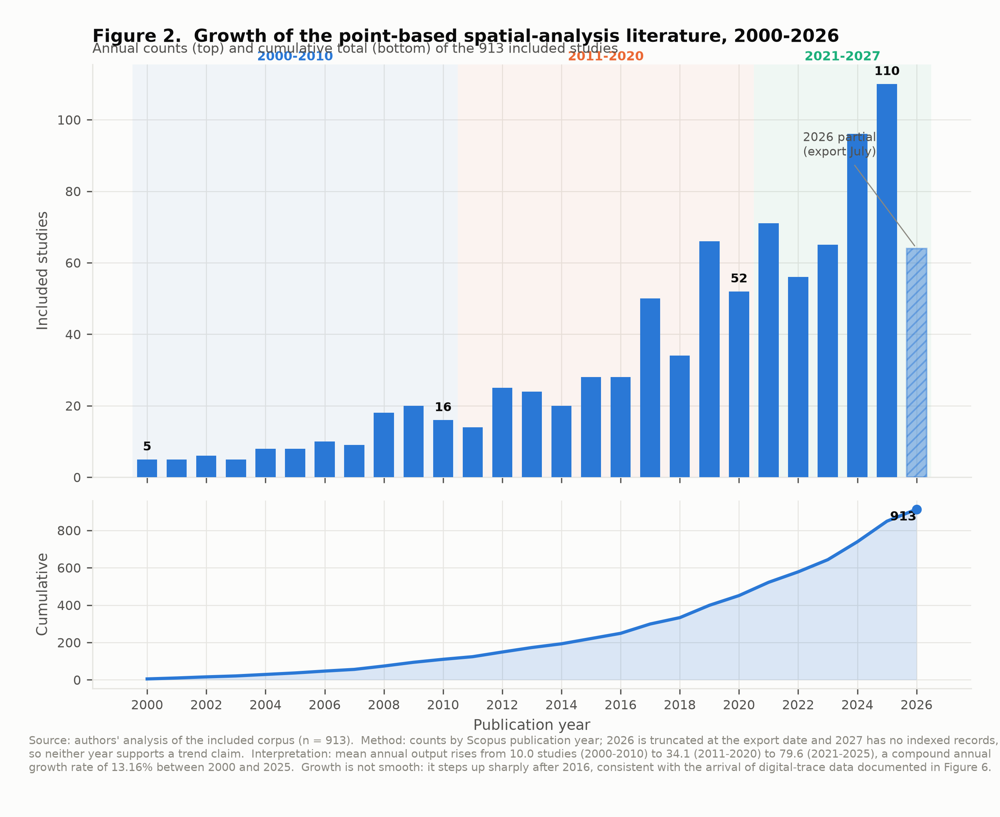 Figure 2.  Growth of the point-based spatial-analysis literature, 2000-2026
Annual counts (top) and cumulative total (bottom) of the 913 included studies
2000-2010
2011-2020
2021-2027
110
100
2026 partial
(export July)
80
Included studies
60
52
40
20
16
5
0
913
800
600
Cumulative
400
200
0
2000 2002 2004 2006 2008 2010 2012 2014 2016 2018 2020 2022 2024 2026
Publication year
Source: authors' analysis of the included corpus (n = 913).  Method: counts by Scopus publication year; 2026 is truncated at the export date and 2027 has no indexed records,
so neither year supports a trend claim.  Interpretation: mean annual output rises from 10.0 studies (2000-2010) to 34.1 (2011-2020) to 79.6 (2021-2025), a compound annual
growth rate of 13.16% between 2000 and 2025.  Growth is not smooth: it steps up sharply after 2016, consistent with the arrival of digital-trace data documented in Figure 6.